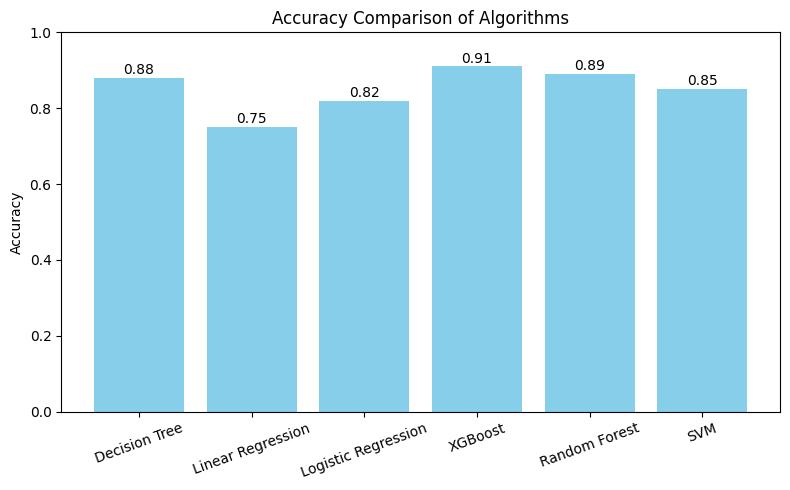 Accuracy Comparison of Algorithms
1.0
0.8
0.6
0.4
0.2
0.0
Accuracy
0.88
0.75
0.82
0.91
0.89
0.85
Decision Tree
Linear Regression
Logistic Regression
XGBoost
Random Forest
SVM